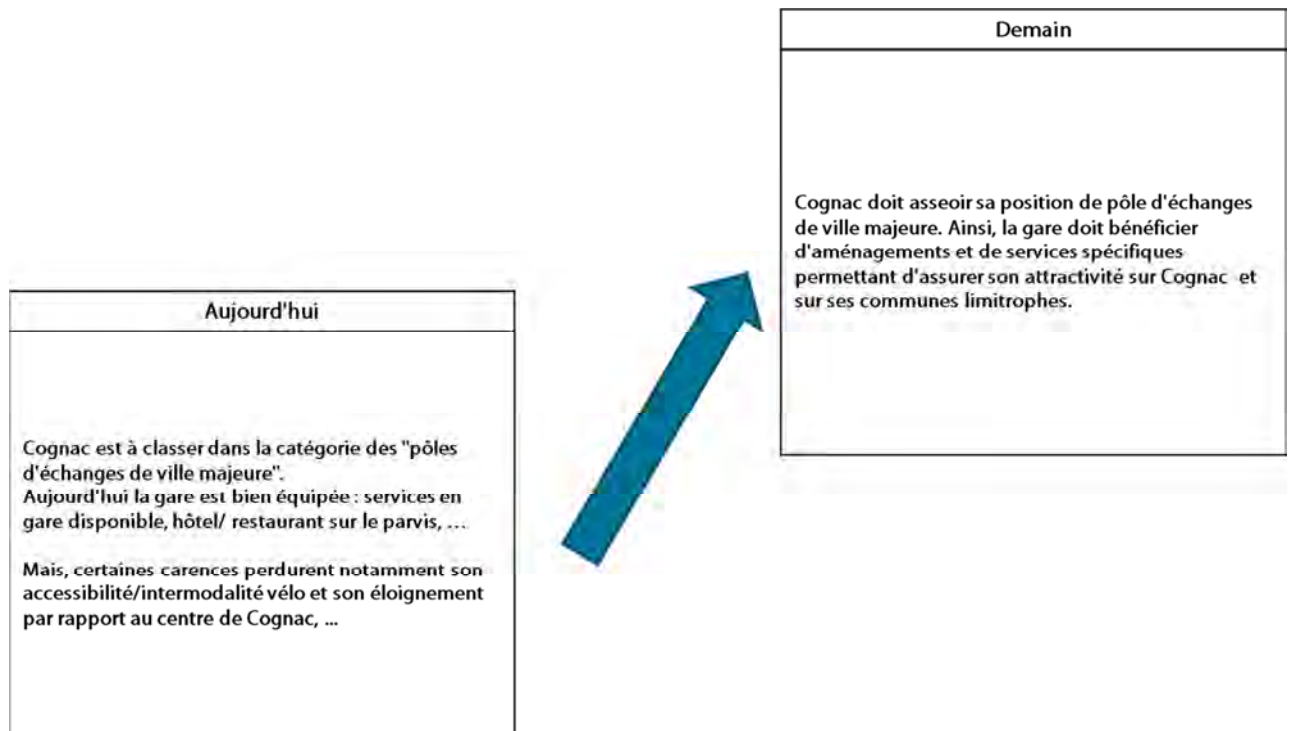 Demain
Cognac doit asseoir sa position de pôle d'échanges
de ville majeure. Ainsi, la gare doit bénéficier
d'aménagements et de services spécifiques
permettant d'assurer son attractivité sur Cognac et
sur ses communes limitrophes.
Aujourd'hui
Cognac est à classer dans la catégorie des "pôles
d'échanges de ville majeure".
Aujourd'hui la gare est bien équipée : services en
gare disponible, hôtel/ restaurant sur le parvis, ...
Mais, certaines carences perdurent notamment son
accessibilité/intermodalité vélo et son éloignement
par rapport au centre de Cognac, ...